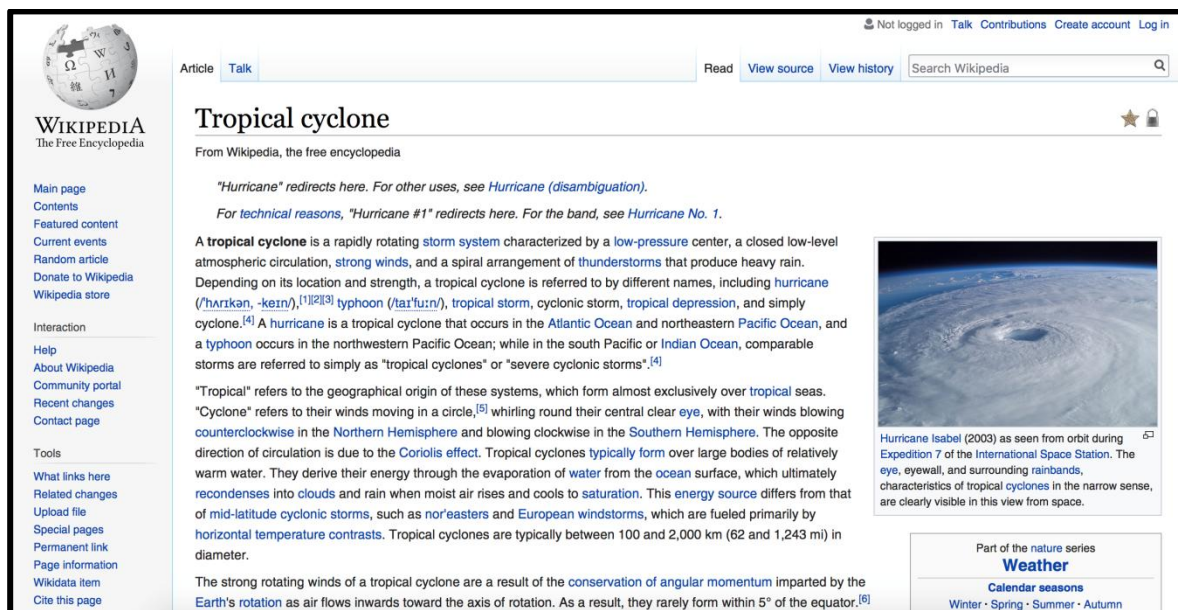 Not logged in Talk Contributions Create account Log in
Article Talk
Read View source View history Search Wikipedia
WIKIPEDIA
The Free Encyclopedia
Main page
Contents
Featured content
Current events
Random article
Donate to Wikipedia
Wikipedia store
Interaction
Help
About Wikipedia
Community portal
Recent changes
Contact page
Tools
What links here
Related changes
Upload file
Special pages
Permanent link
Page information
Wikidata item
Cite this page
Tropical cyclone
From Wikipedia, the free encyclopedia
"Hurricane" redirects here. For other uses, see Hurricane (disambiguation).
For technical reasons, "Hurricane #1" redirects here. For the band, see Hurricane No. 1.
A tropical cyclone is a rapidly rotating storm system characterized by a low-pressure center, a closed low-level
atmospheric circulation, strong winds, and a spiral arrangement of thunderstorms that produce heavy rain.
Depending on its location and strength, a tropical cyclone is referred to by different names, including hurricane
(/ˈhʌrɪkən, -keɪn/),[1][2][3] typhoon (/taɪˈfuːn/), tropical storm, cyclonic storm, tropical depression, and simply
cyclone.[4] A hurricane is a tropical cyclone that occurs in the Atlantic Ocean and northeastern Pacific Ocean, and
a typhoon occurs in the northwestern Pacific Ocean; while in the south Pacific or Indian Ocean, comparable
storms are referred to simply as "tropical cyclones" or "severe cyclonic storms".[4]
"Tropical" refers to the geographical origin of these systems, which form almost exclusively over tropical seas.
"Cyclone" refers to their winds moving in a circle,[5] whirling round their central clear eye, with their winds blowing
counterclockwise in the Northern Hemisphere and blowing clockwise in the Southern Hemisphere. The opposite
direction of circulation is due to the Coriolis effect. Tropical cyclones typically form over large bodies of relatively
warm water. They derive their energy through the evaporation of water from the ocean surface, which ultimately
recondenses into clouds and rain when moist air rises and cools to saturation. This energy source differs from that
of mid-latitude cyclonic storms, such as nor'easters and European windstorms, which are fueled primarily by
horizontal temperature contrasts. Tropical cyclones are typically between 100 and 2,000 km (62 and 1,243 mi) in
diameter.
The strong rotating winds of a tropical cyclone are a result of the conservation of angular momentum imparted by the
Earth's rotation as air flows inwards toward the axis of rotation. As a result, they rarely form within 5° of the equator.[6]
Hurricane Isabel (2003) as seen from orbit during
Expedition 7 of the International Space Station. The
eye, eyewall, and surrounding rainbands,
characteristics of tropical cyclones in the narrow sense,
are clearly visible in this view from space.
Part of the nature series
Weather
Calendar seasons
Winter · Spring · Summer · Autumn